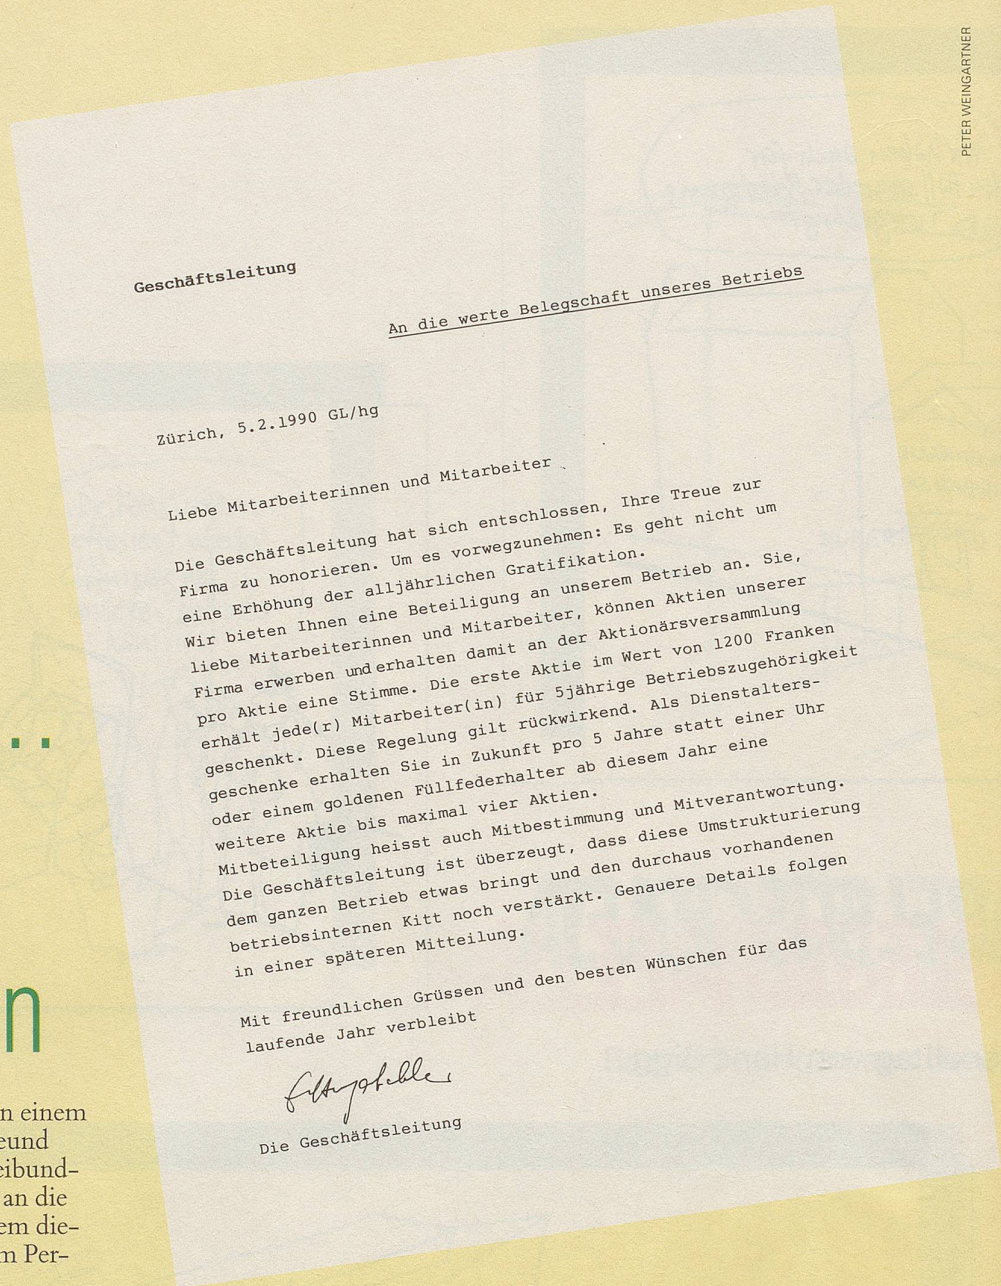 PETER WEINGARTNER
Geschäftsleitung
An die werte Belegschaft unseres Betriebs
Zürich, 5.2.1990 GL/hg
Liebe Mitarbeiterinnen und Mitarbeiter
Die Geschäftsleitung hat sich entschlossen, Ihre Treue zur
Firma zu honorieren. Um es vorwegzunehmen: Es geht nicht um
eine Erhöhung der alljährlichen Gratifikation.
Wir bieten Ihnen eine Beteiligung an unserem Betrieb an. Sie,
liebe Mitarbeiterinnen und Mitarbeiter, können Aktien unserer
Firma erwerben und erhalten damit an der Aktionärsversammlung
pro Aktie eine Stimme. Die erste Aktie im Wert von 1200 Franken
erhält jede(r) Mitarbeiter(in) für 5jährige Betriebszugehörigkeit
geschenkt. Diese Regelung gilt rückwirkend. Als Dienstalters-
geschenke erhalten Sie in Zukunft pro 5 Jahre statt einer Uhr
oder einem goldenen Füllfederhalter ab diesem Jahr eine
weitere Aktie bis maximal vier Aktien.
Mitbeteiligung heisst auch Mitbestimmung und Mitverantwortung.
Die Geschäftsleitung ist überzeugt, dass diese Umstrukturierung
dem ganzen Betrieb etwas bringt und den durchaus vorhandenen
betriebsinternen Kitt noch verstärkt. Genauere Details folgen
in einer späteren Mitteilung.
Mit freundlichen Grüssen und den besten Wünschen für das
laufende Jahr verbleibt
Die Geschäftsleitung
..
n
n einem
eund
eibund-
an die
em die-
m Per-